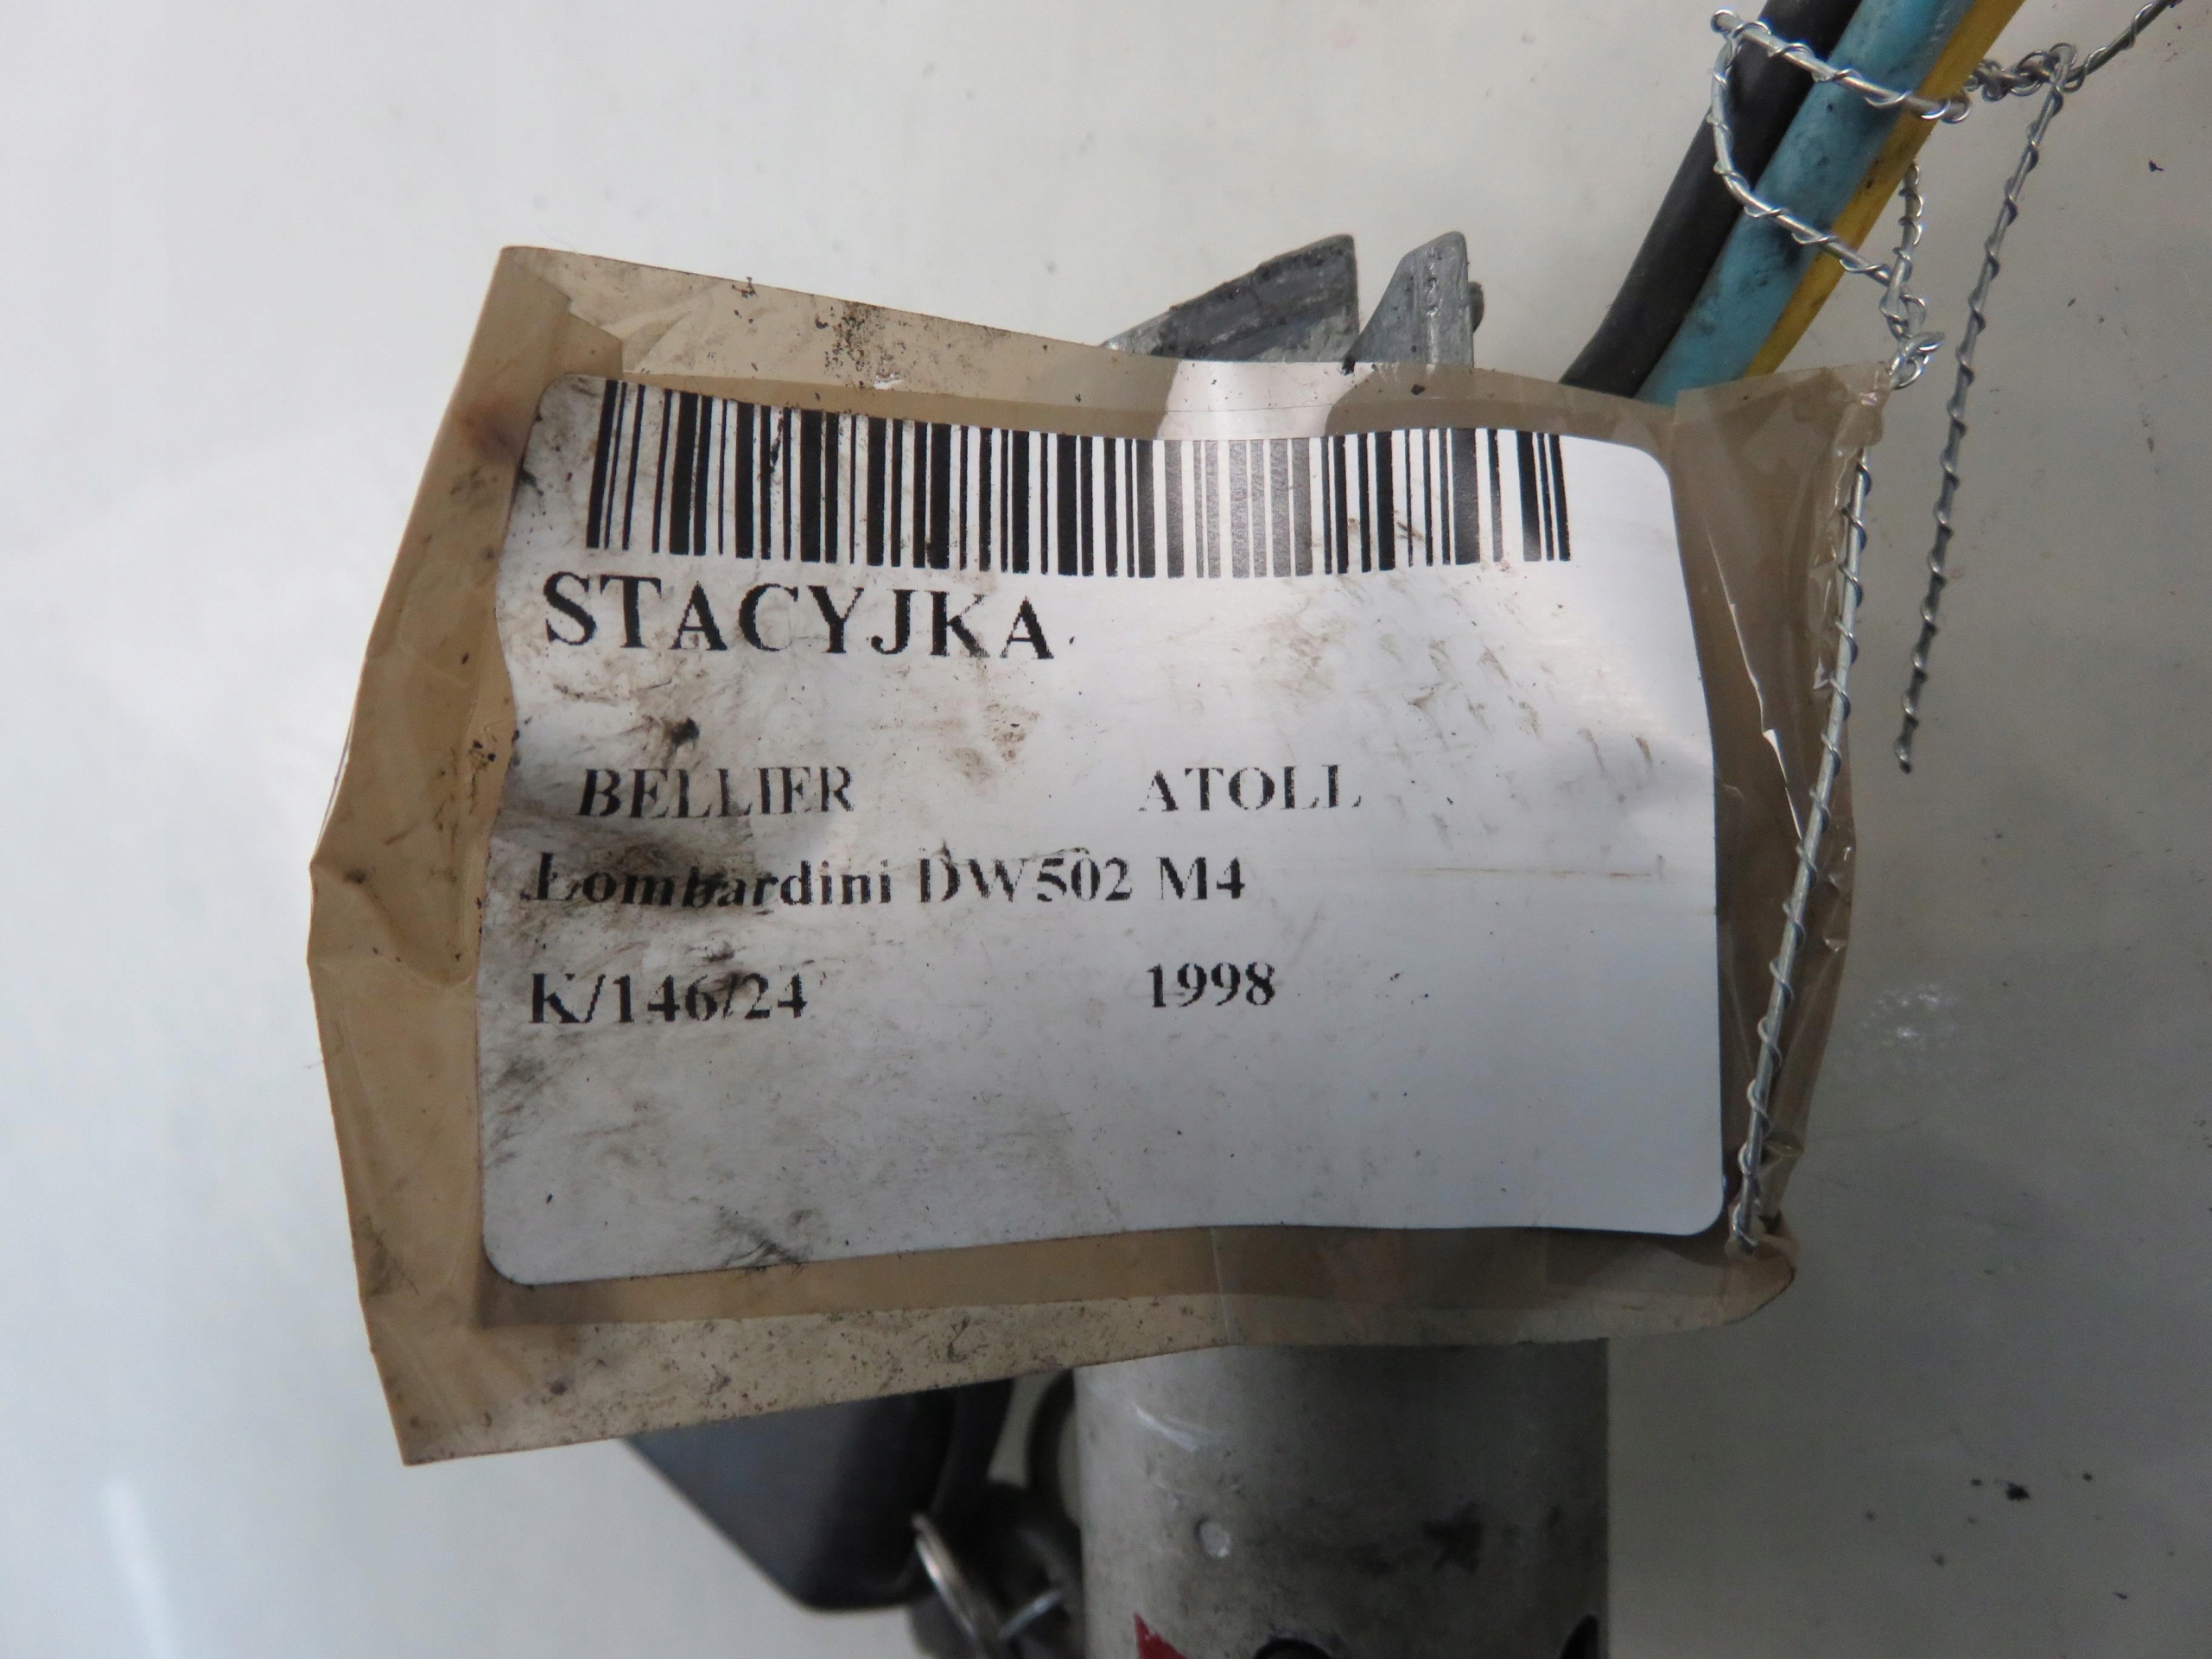 STACYJKA
BELLIER ATOLL
Lombardini DW502 M4
K/146/24 1998